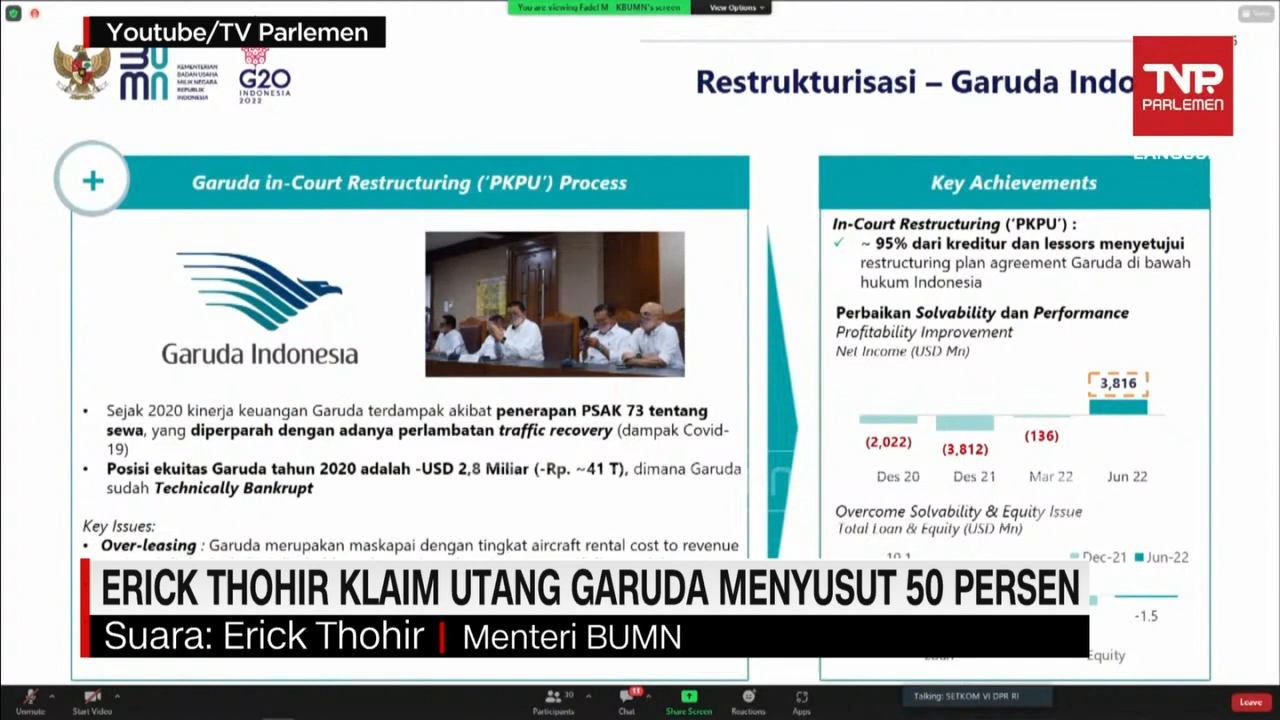 You are viewing Fadel M - KBUMN's screen
View Options
Youtube/TV Parlemen
BUMN
KEMENTERIAN
BADAN USAHA
MILIK NEGARA
REPUBLIK
INDONESIA
G20
INDONESIA
2022
Restrukturisasi – Garuda Indo
TVP
PARLEMEN
Garuda in-Court Restructuring ('PKPU') Process
Garuda Indonesia
• Sejak 2020 kinerja keuangan Garuda terdampak akibat penerapan PSAK 73 tentang
sewa, yang diperparah dengan adanya perlambatan traffic recovery (dampak Covid-
19)
• Posisi ekuitas Garuda tahun 2020 adalah -USD 2,8 Miliar (-Rp. ~41 T), dimana Garuda
sudah Technically Bankrupt
Key Issues:
• Over-leasing : Garuda merupakan maskapai dengan tingkat aircraft rental cost to revenue
Key Achievements
In-Court Restructuring ('PKPU') :
✓ ~ 95% dari kreditur dan lessors menyetujui
restructuring plan agreement Garuda di bawah
hukum Indonesia
Perbaikan Solvability dan Performance
Profitability Improvement
Net Income (USD Mn)
3,816
(2,022) (3,812) (136)
Des 20 Des 21 Mar 22 Jun 22
Overcome Solvability & Equity Issue
Total Loan & Equity (USD Mn)
10.1
Dec-21 Jun-22
-1.5
Equity
ERICK THOHIR KLAIM UTANG GARUDA MENYUSUT 50 PERSEN
Suara: Erick Thohir | Menteri BUMN
Unmute
Start Video
Participants
30
Chat
11
Share Screen
Reactions
Apps
Talking: SETKOM VI DPR RI
Leave